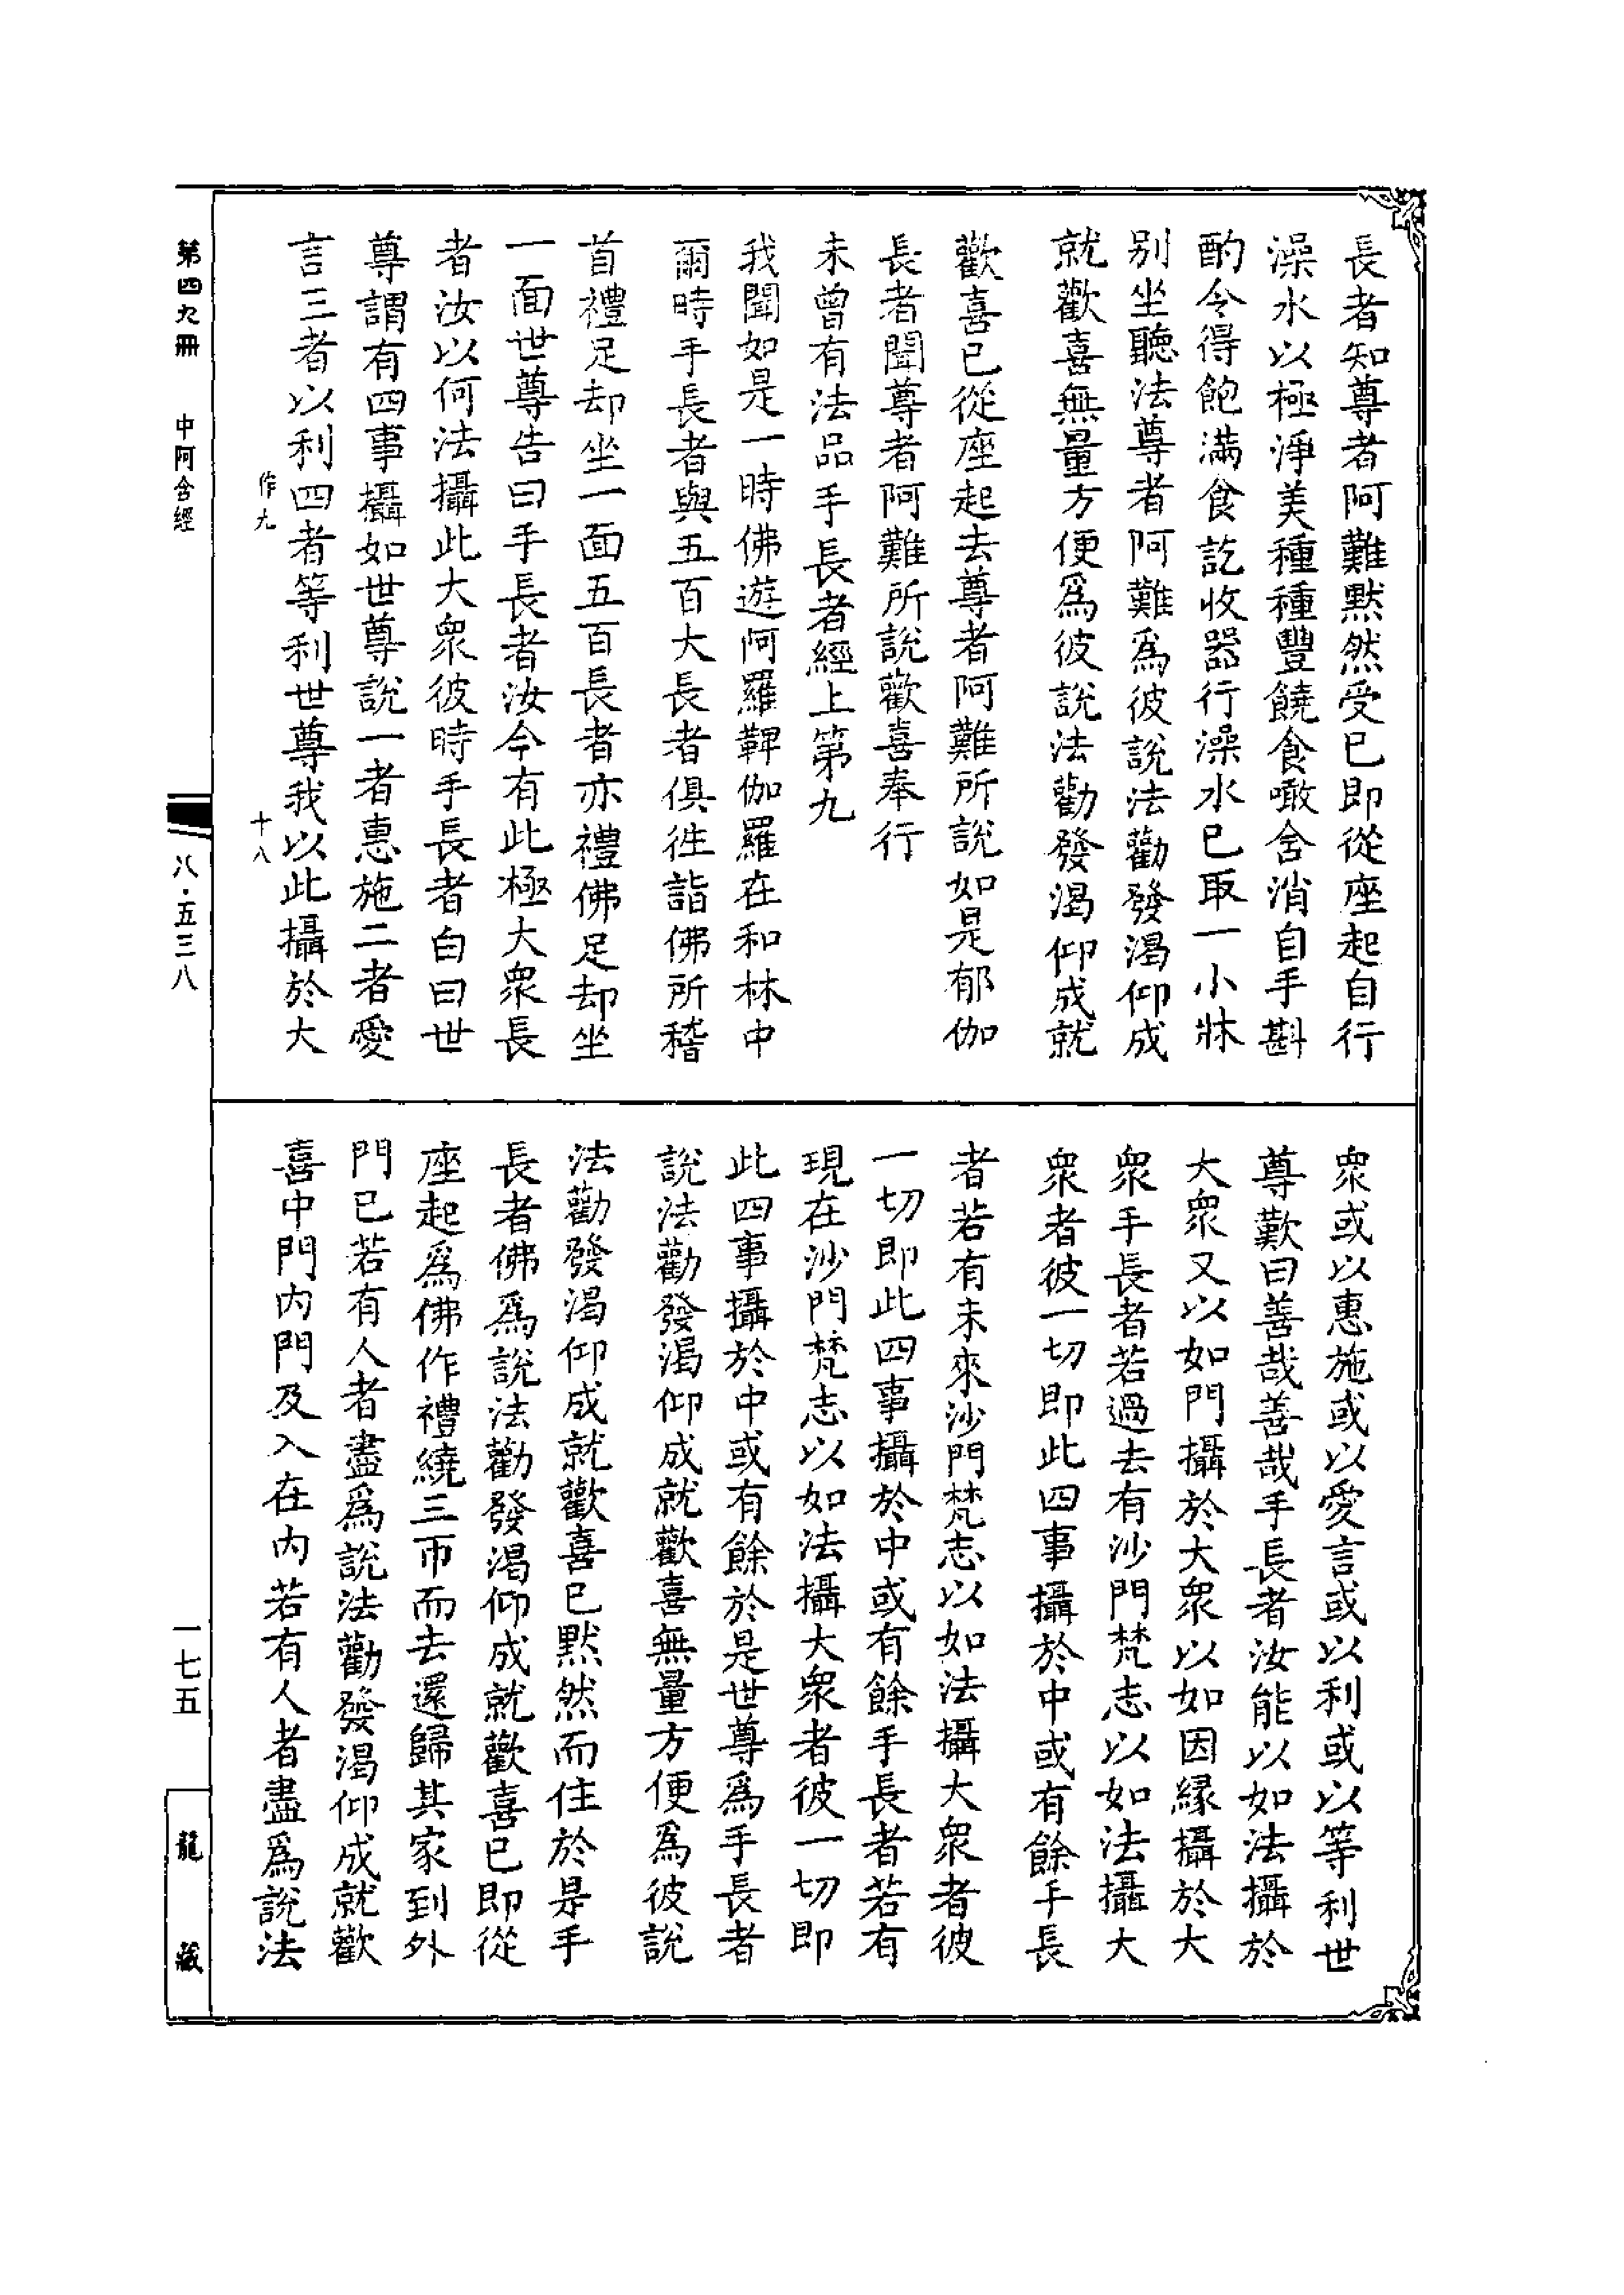 長者知尊者阿難默然受已即從座起自行
澡水以極淨美種種豐饒食噉含消自手斟
酌令得飽滿食訖收器行澡水已取一小牀
別坐聽法尊者阿難爲彼說法勸發渴仰成
就歡喜無量方便爲彼說法勸發渴仰成就
歡喜已從座起去尊者阿難所說如是郁伽
長者聞尊者阿難所說歡喜奉行
未曾有法品手長者經上第九
我聞如是一時佛遊阿羅鞞伽羅在和林中
爾時手長者與五百大長者俱徃詣佛所稽
首禮足却坐一面五百長者亦禮佛足却坐
一面世尊告曰手長者汝今有此極大衆長
者汝以何法攝此大衆彼時手長者白曰世
尊謂有四事攝如世尊說一者惠施二者愛
言三者以利四者等利世尊我以此攝於大
作九 十八
衆或以惠施或以愛言或以利或以等利世
尊歎曰善哉善哉手長者汝能以如法攝於
大衆又以如門攝於大衆以如因緣攝於大
衆手長者若過去有沙門梵志以如法攝大
衆者彼一切即此四事攝於中或有餘手長
者若有未來沙門梵志以如法攝大衆者彼
一切即此四事攝於中或有餘手長者若有
現在沙門梵志以如法攝大衆者彼一切即
此四事攝於中或有餘於是世尊爲手長者
說法勸發渴仰成就歡喜無量方便爲彼說
法勸發渴仰成就歡喜已默然而住於是手
長者佛爲說法勸發渴仰成就歡喜已即從
座起爲佛作禮繞三帀而去還歸其家到外
門已若有人者盡爲說法勸發渴仰成就歡
喜中門內門及入在內若有人者盡爲說法
第四九冊 中阿含經 八·五三八 一七五 龍藏